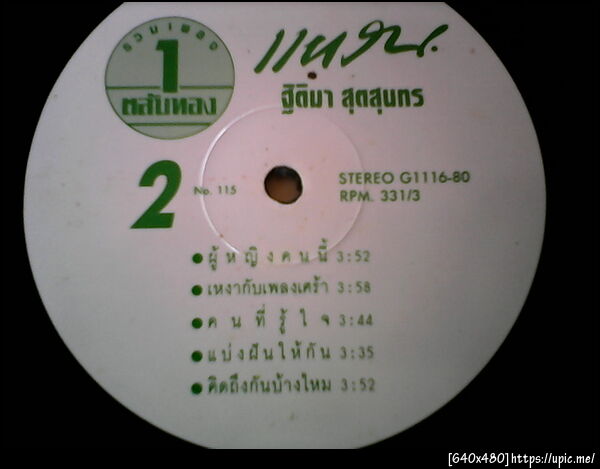 รวมเพลง
1
ตลับทอง
แหวน
ฐิติมา สุตสุนทร
2
No. 115
STEREO G1116-80
RPM. 331/3
ผู้หญิงคนนี้ 3:52
เหงากับเพลงเศร้า 3:58
คนที่รู้ใจ 3:44
แบ่งฝันให้กัน 3:35
คิดถึงกันบ้างไหม 3:52
[640x480]https://upic.me/